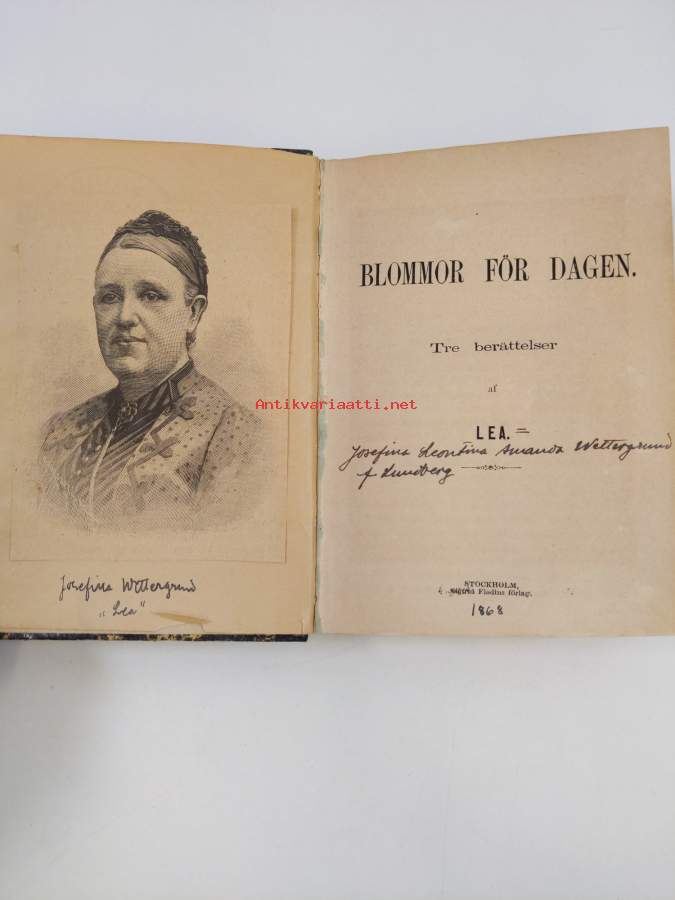 Josefina Wettergrund
"Lea"
BLOMMOR FÖR DAGEN.
Tre berättelser
af
LEA. =
Josefina Leontina Amanda Wettergrund
f Lundberg
STOCKHOLM,
Flodins förlag.
1868
Antikvariaatti.net